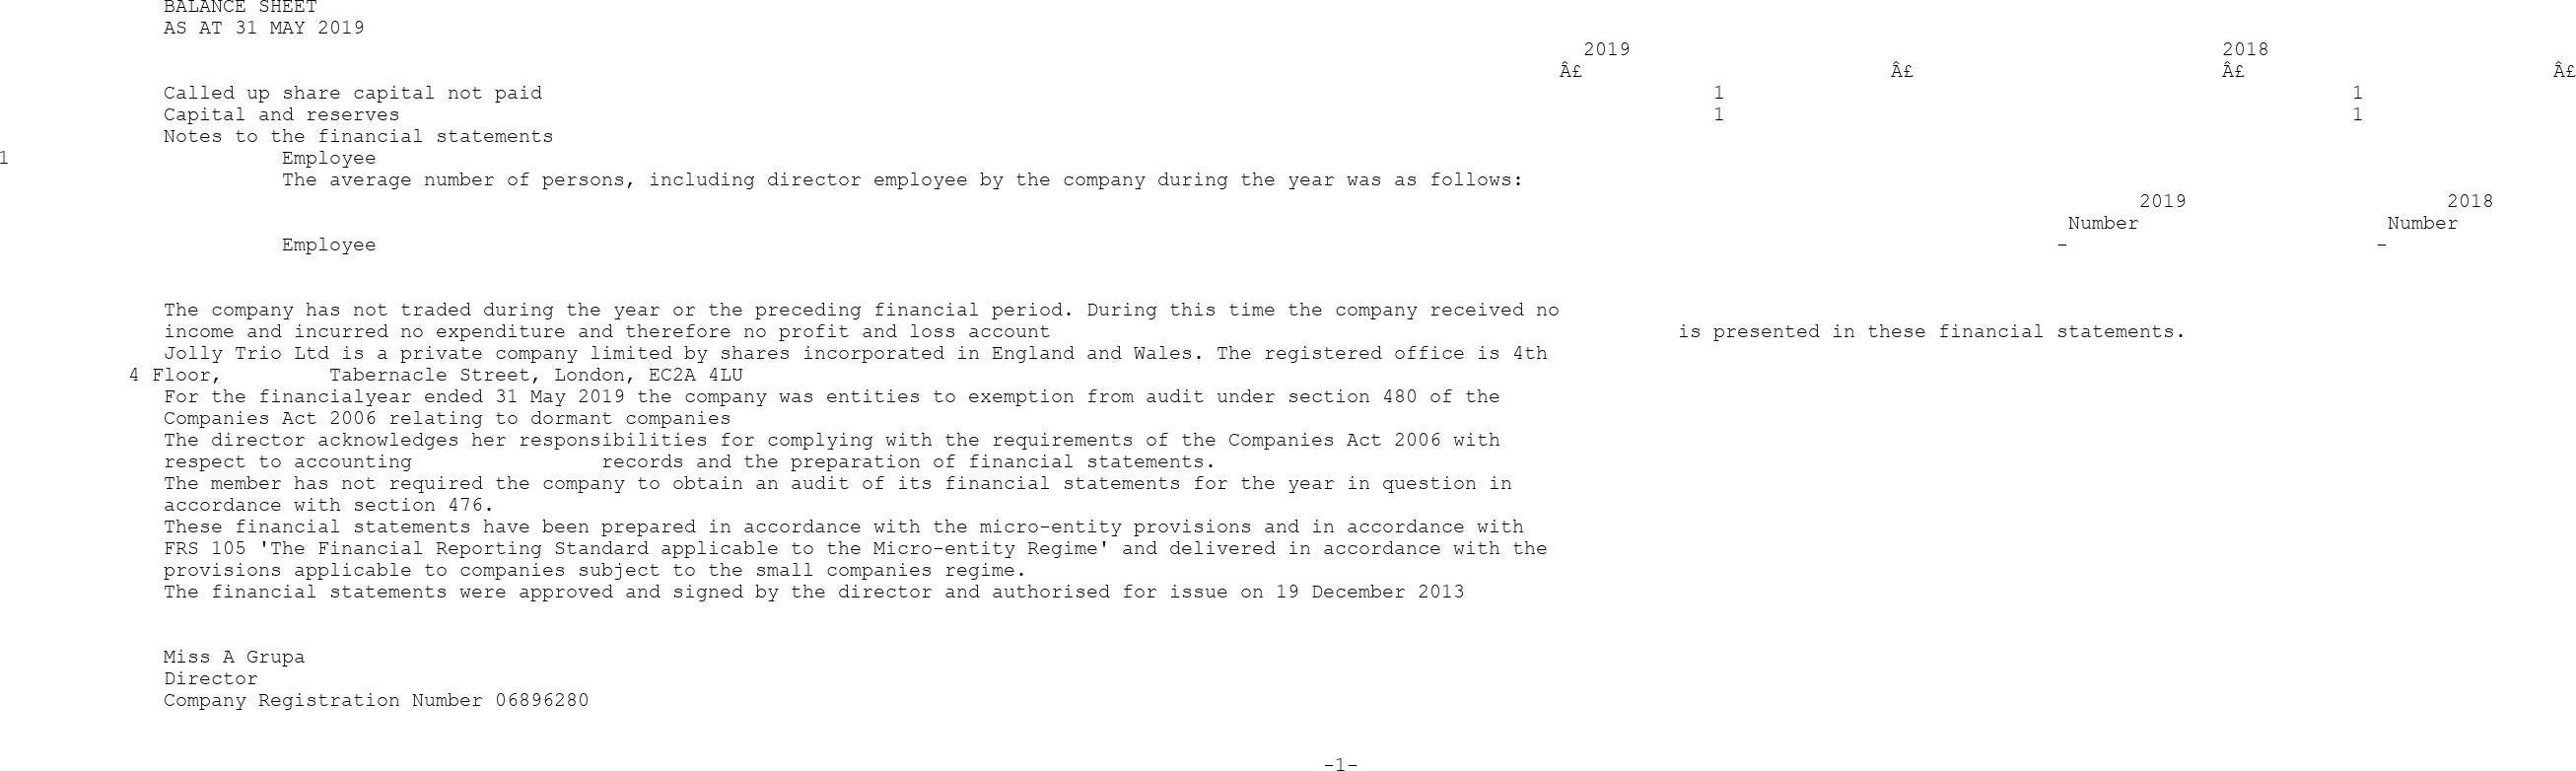 BALANCE SHEET
AS AT 31 MAY 2019
2019 2018
Â£ Â£ Â£ Â£
Called up share capital not paid 1 1
Capital and reserves 1 1
Notes to the financial statements
1 Employee
The average number of persons, including director employee by the company during the year was as follows:
2019 2018
Number Number
Employee - -
The company has not traded during the year or the preceding financial period. During this time the company received no
income and incurred no expenditure and therefore no profit and loss account is presented in these financial statements.
Jolly Trio Ltd is a private company limited by shares incorporated in England and Wales. The registered office is 4th
4 Floor, Tabernacle Street, London, EC2A 4LU
For the financialyear ended 31 May 2019 the company was entities to exemption from audit under section 480 of the
Companies Act 2006 relating to dormant companies
The director acknowledges her responsibilities for complying with the requirements of the Companies Act 2006 with
respect to accounting records and the preparation of financial statements.
The member has not required the company to obtain an audit of its financial statements for the year in question in
accordance with section 476.
These financial statements have been prepared in accordance with the micro-entity provisions and in accordance with
FRS 105 'The Financial Reporting Standard applicable to the Micro-entity Regime' and delivered in accordance with the
provisions applicable to companies subject to the small companies regime.
The financial statements were approved and signed by the director and authorised for issue on 19 December 2013
Miss A Grupa
Director
Company Registration Number 06896280
-1-